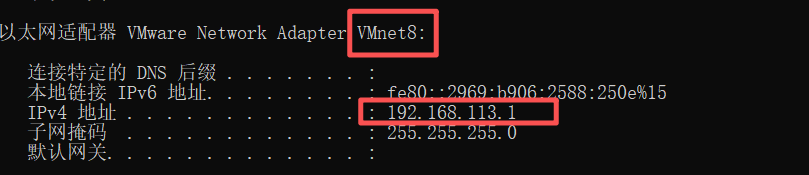 以太网适配器 VMware Network Adapter VMnet8:
连接特定的 DNS 后缀 . . . . . . . :
本地链接 IPv6 地址. . . . . . . . : fe80::2969:b906:2588:250e%15
IPv4 地址 . . . . . . . . . . . . : 192.168.113.1
子网掩码 . . . . . . . . . . . . : 255.255.255.0
默认网关. . . . . . . . . . . . . :